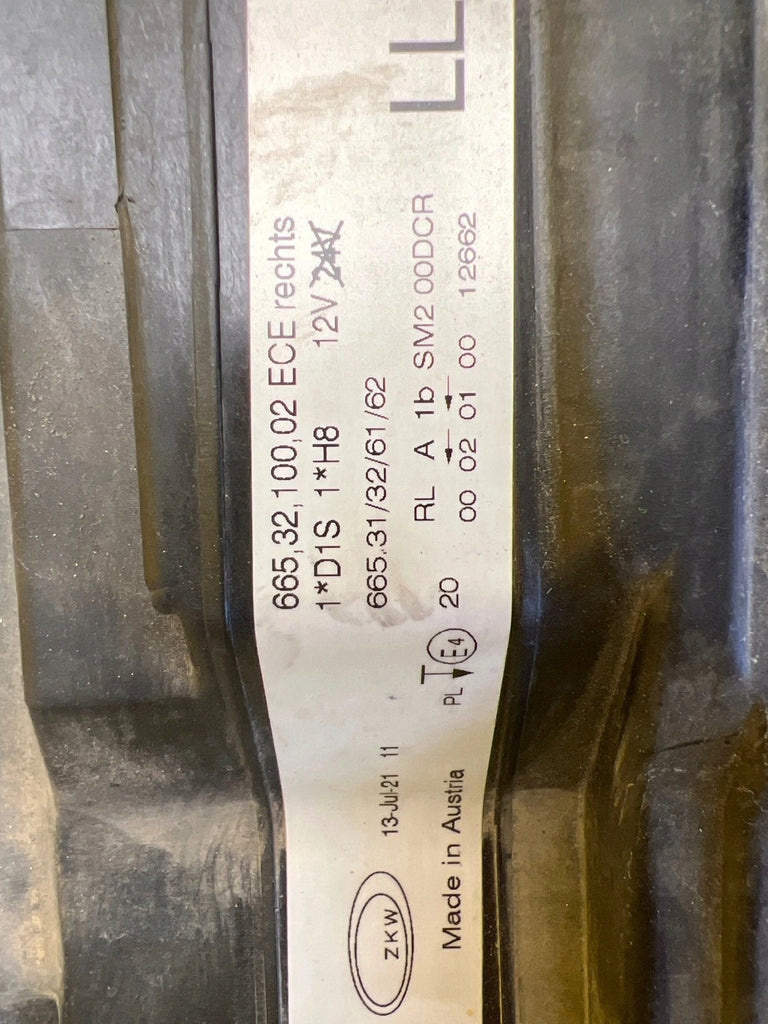 665,32,100,02 ECE rechts
1*D1S 1*H8 12V 24V
665.31/32/61/62
RL A 1b SM2 00DCR
PL E4 20 00 02 01 00 12662
LL
13-Jul-21 11
ZKW
Made in Austria